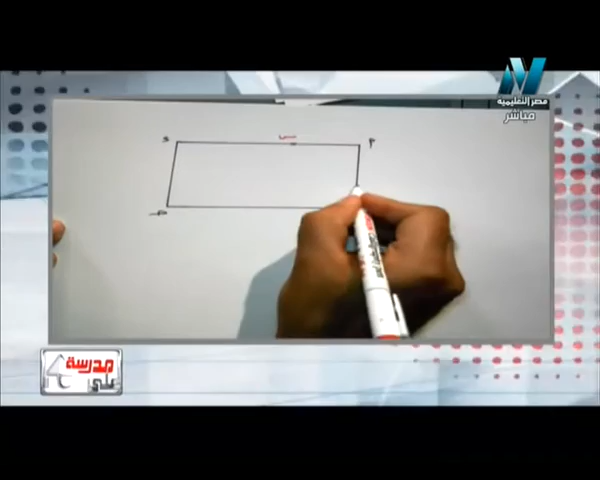 مصر التعليمية
مباشر
س
أ
د
ج
مدرسة
على